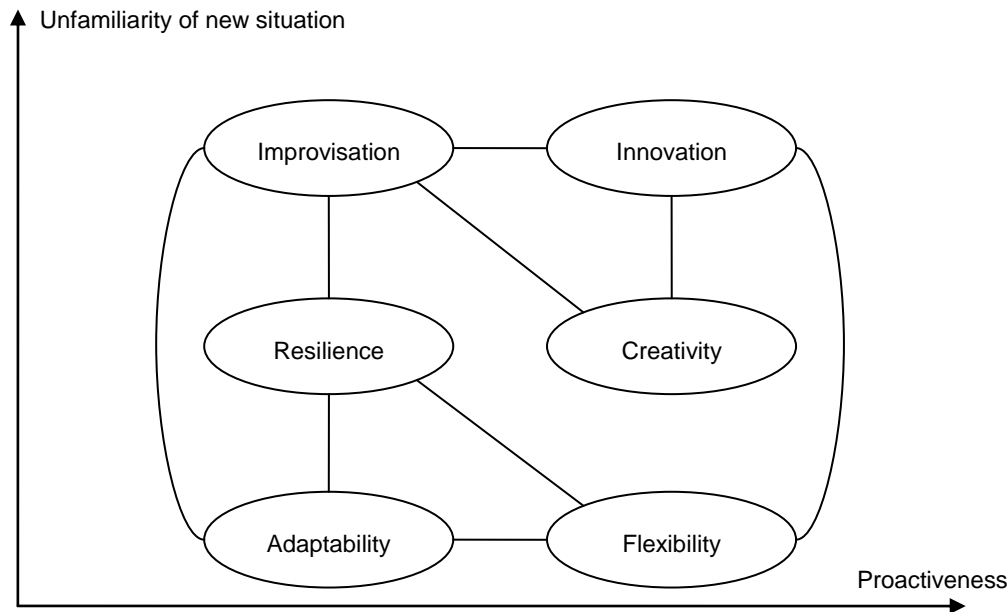 Unfamiliarity of new situation
Improvisation
Innovation
Resilience
Creativity
Adaptability
Flexibility
Proactiveness